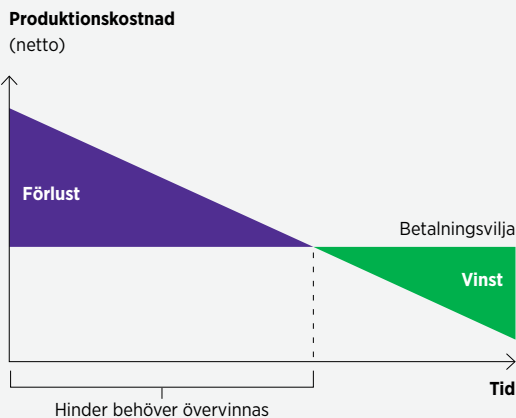 Produktionskostnad
(netto)
Förlust
Betalningsvilja
Vinst
Tid
Hinder behöver övervinnas